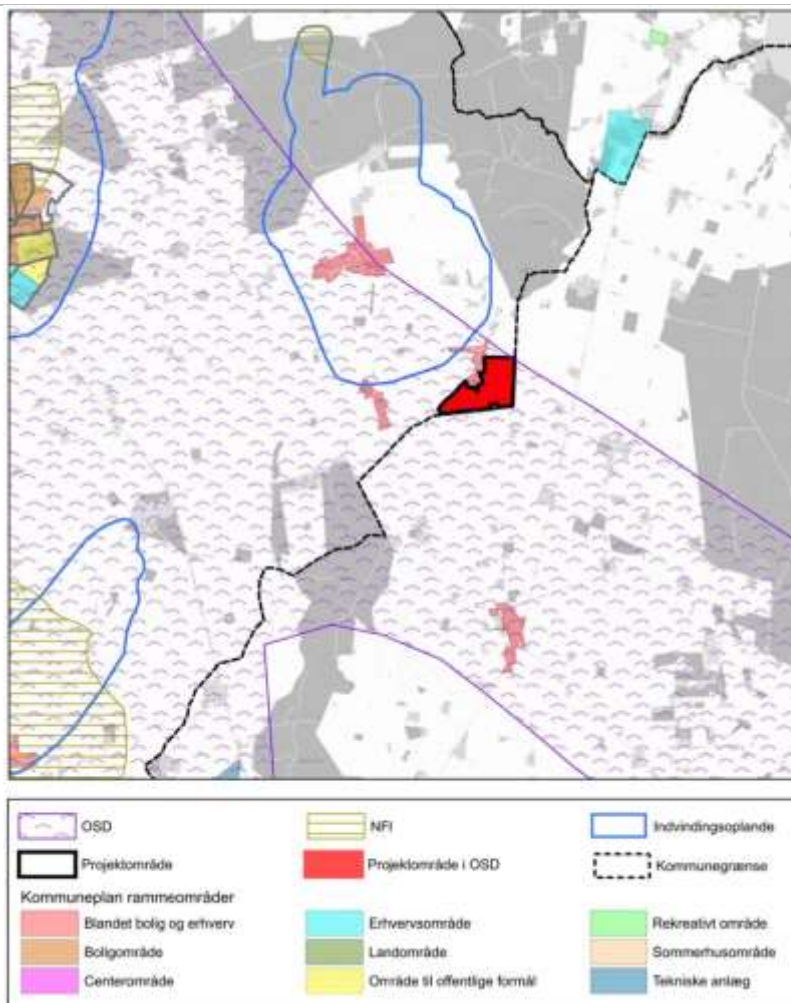 OSD
NFI
Indvindingsoplande
Projektområde
Projektområde i OSD
Kommunegrænse
Kommuneplan rammeområder
Blandet bolig og erhverv
Erhvervsområde
Rekreativt område
Boligområde
Landområde
Sommerhusområde
Centerområde
Område til offentlige formål
Tekniske anlæg